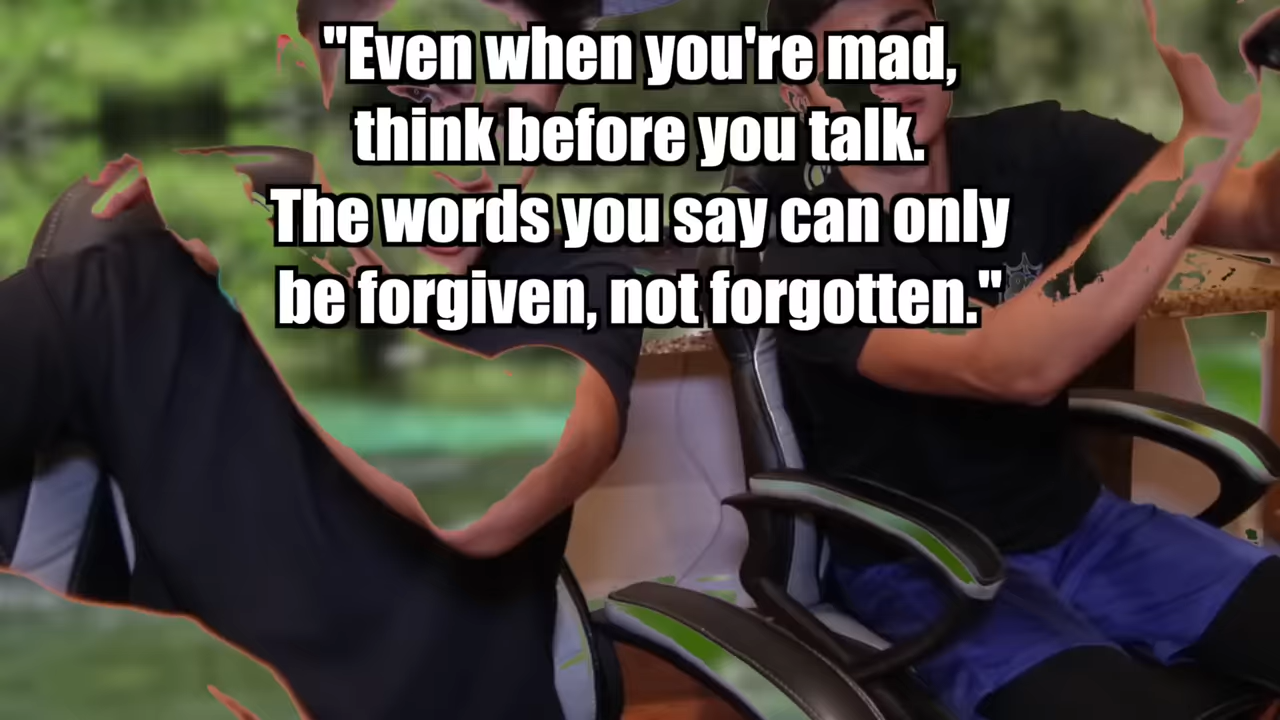 "Even when you're mad,
think before you talk.
The words you say can only
be forgiven, not forgotten."